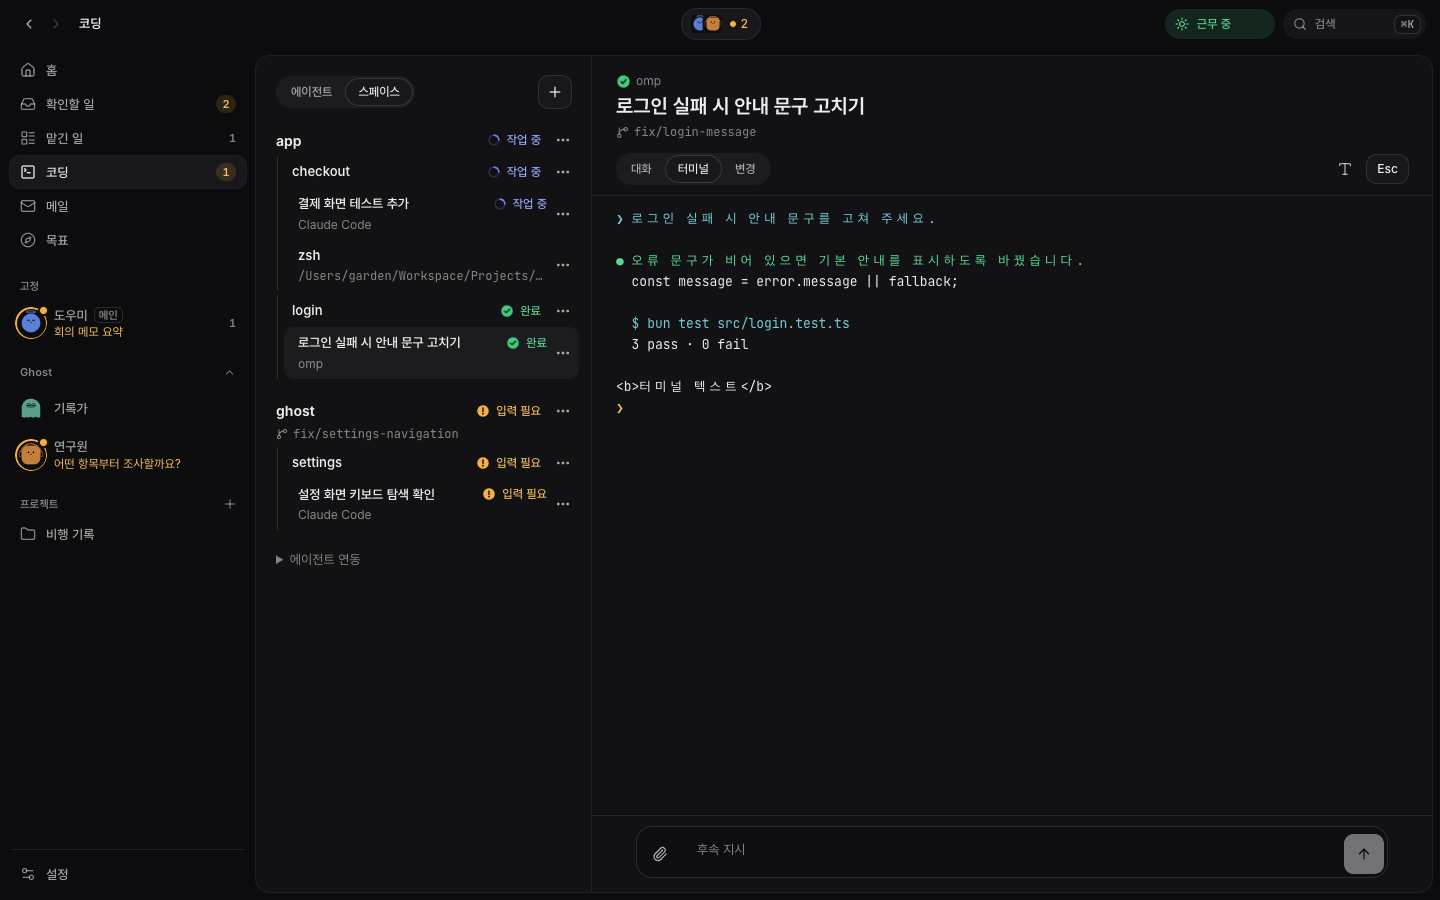 코딩
2
근무 중
검색
⌘K
홈
확인할 일
2
맡긴 일
1
코딩
1
메일
목표
고정
도우미 메인
회의 메모 요약
1
Ghost
기록가
연구원
어떤 항목부터 조사할까요?
프로젝트
비행 기록
설정
에이전트
스페이스
app
작업 중
checkout
작업 중
결제 화면 테스트 추가
작업 중
Claude Code
zsh
/Users/garden/Workspace/Projects/…
login
완료
로그인 실패 시 안내 문구 고치기
완료
omp
ghost
입력 필요
fix/settings-navigation
settings
입력 필요
설정 화면 키보드 탐색 확인
입력 필요
Claude Code
에이전트 연동
omp
로그인 실패 시 안내 문구 고치기
fix/login-message
대화
터미널
변경
Esc
❯ 로그인 실패 시 안내 문구를 고쳐 주세요.
● 오류 문구가 비어 있으면 기본 안내를 표시하도록 바꿨습니다.
const message = error.message || fallback;
$ bun test src/login.test.ts
3 pass · 0 fail
<b>터미널 텍스트</b>
❯
후속 지시